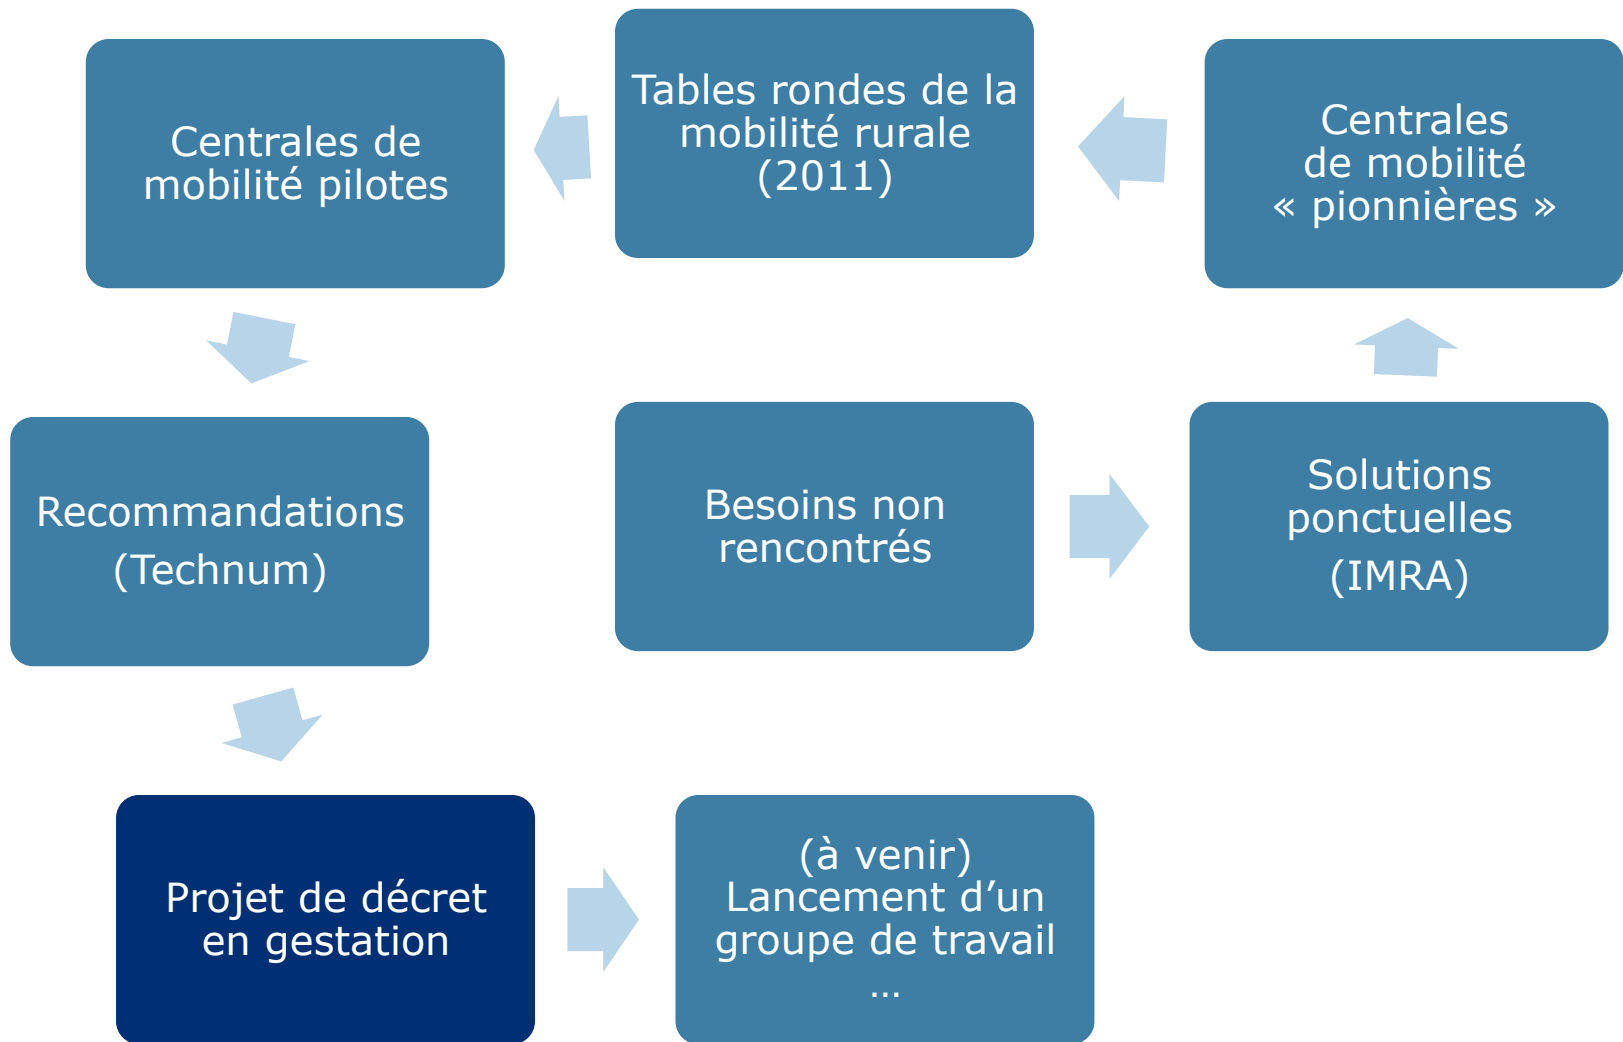 Centrales de
mobilité pilotes
Tables rondes de la
mobilité rurale
(2011)
Centrales
de mobilité
« pionnières »
Recommandations
(Technum)
Besoins non
rencontrés
Solutions
ponctuelles
(IMRA)
Projet de décret
en gestation
(à venir)
Lancement d’un
groupe de travail
…